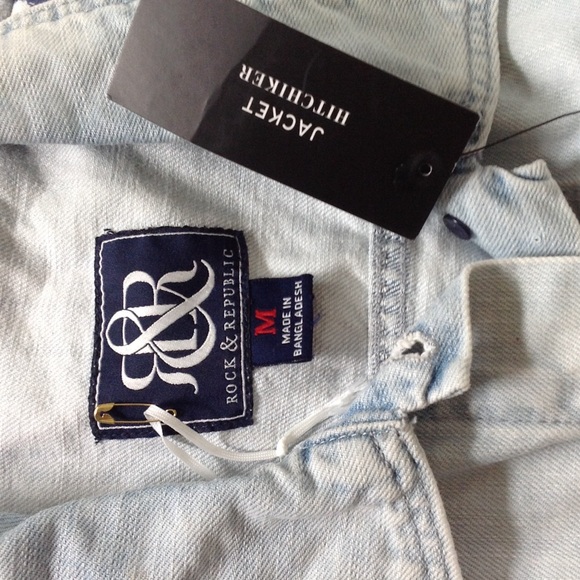 JACKET
HITCHIKER
R&R
ROCK & REPUBLIC
M
MADE IN
BANGLADESH